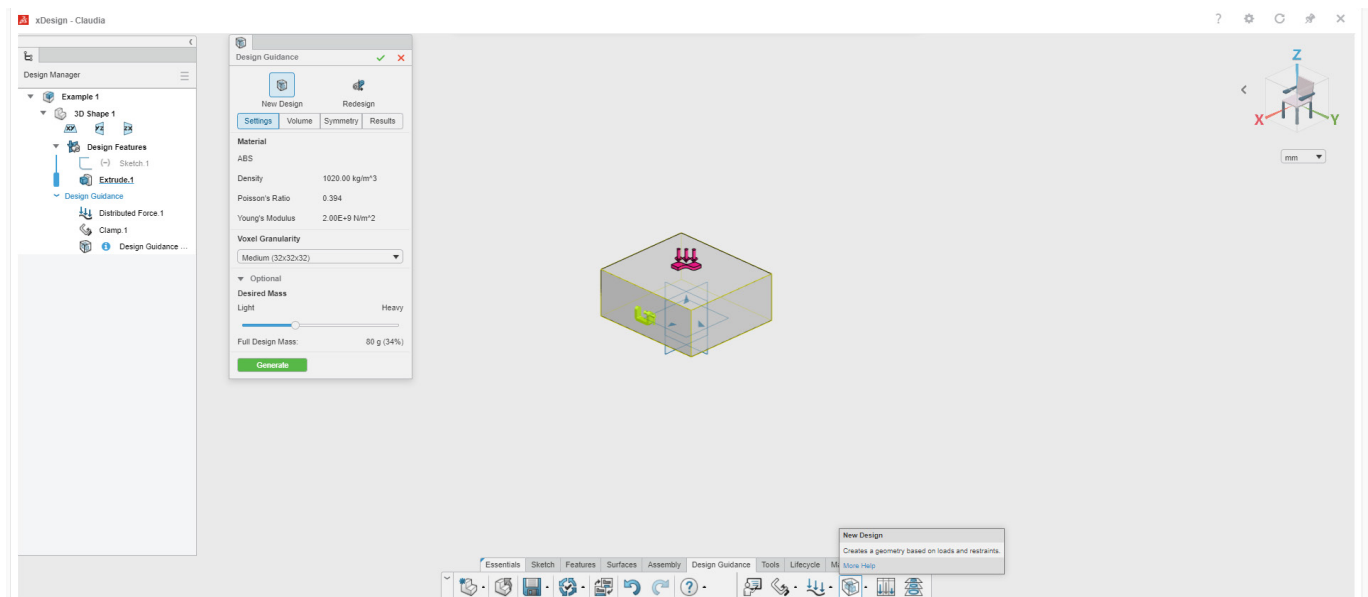 xDesign - Claudia
Design Manager
Example 1
3D Shape 1
XY YZ ZX
Design Features
(-) Sketch.1
Extrude.1
Design Guidance
Distributed Force.1
Clamp.1
Design Guidance ...
Design Guidance
New Design Redesign
Settings Volume Symmetry Results
Material
ABS
Density 1020.00 kg/m^3
Poisson's Ratio 0.394
Young's Modulus 2.00E+9 N/m^2
Voxel Granularity
Medium (32x32x32)
Optional
Desired Mass
Light Heavy
Full Design Mass: 80 g (34%)
Generate
Z
X
Y
mm
New Design
Creates a geometry based on loads and restraints.
More Help
Essentials Sketch Features Surfaces Assembly Design Guidance Tools Lifecycle